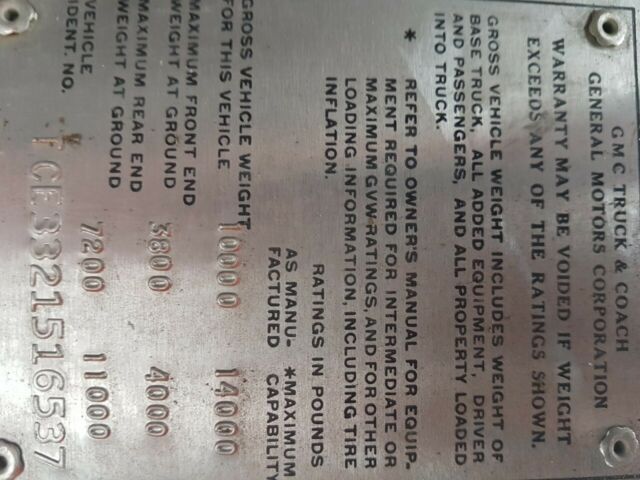 GMC TRUCK & COACH
GENERAL MOTORS CORPORATION
WARRANTY MAY BE VOIDED IF WEIGHT
EXCEEDS ANY OF THE RATINGS SHOWN.
GROSS VEHICLE WEIGHT INCLUDES WEIGHT OF
BASE TRUCK, ALL ADDED EQUIPMENT, DRIVER
AND PASSENGERS, AND ALL PROPERTY LOADED
INTO TRUCK.
* REFER TO OWNER'S MANUAL FOR EQUIP-
MENT REQUIRED FOR INTERMEDIATE OR
MAXIMUM GVW RATINGS, AND FOR OTHER
LOADING INFORMATION, INCLUDING TIRE
INFLATION.
RATINGS IN POUNDS
AS MANU- *MAXIMUM
FACTURED CAPABILITY
GROSS VEHICLE WEIGHT
FOR THIS VEHICLE 10000 14000
MAXIMUM FRONT END
WEIGHT AT GROUND 3800 4000
MAXIMUM REAR END
WEIGHT AT GROUND 7200 11000
VEHICLE
IDENT. NO. TCE3321516537